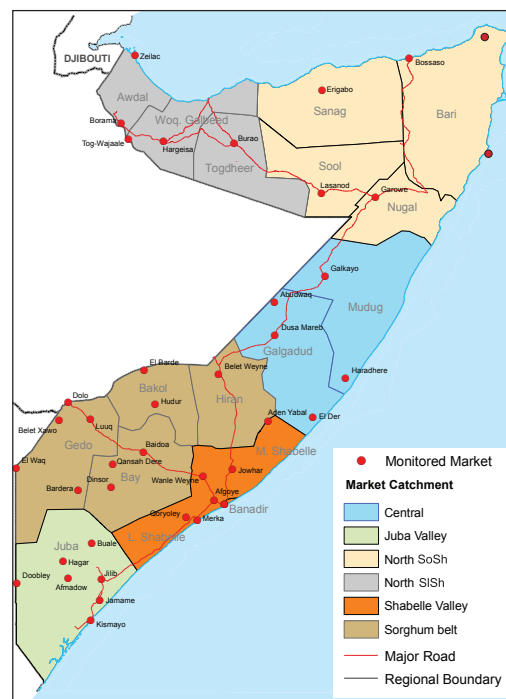 DJIBOUTI
Zeilac
Bossaso
Awdal
Erigabo
Sanag
Bari
Borama
Woq. Galbeed
Tog-Wajaale
Hargeisa
Burao
Togdheer
Sool
Lasanod
Garowe
Nugal
Galkayo
Abudwaq
Mudug
Dusa Mareb
Galgadud
El Barde
Belet Weyne
Haradhere
Bakol
Dolo
Hudur
Hiran
Aden Yabal
El Der
Belet Xawo
Luuq
Gedo
Baidoa
M. Shabelle
El Waq
Qansah Dere
Bay
Jowhar
Dinsor
Wanle Weyne
Bardera
Afgoye
Banadir
Goryoley
Merka
L. Shabelle
Juba
Buale
Hagar
Doobley
Jilib
Afmadow
Jamame
Kismayo
Monitored Market
Market Catchment
Central
Juba Valley
North SoSh
North SlSh
Shabelle Valley
Sorghum belt
Major Road
Regional Boundary